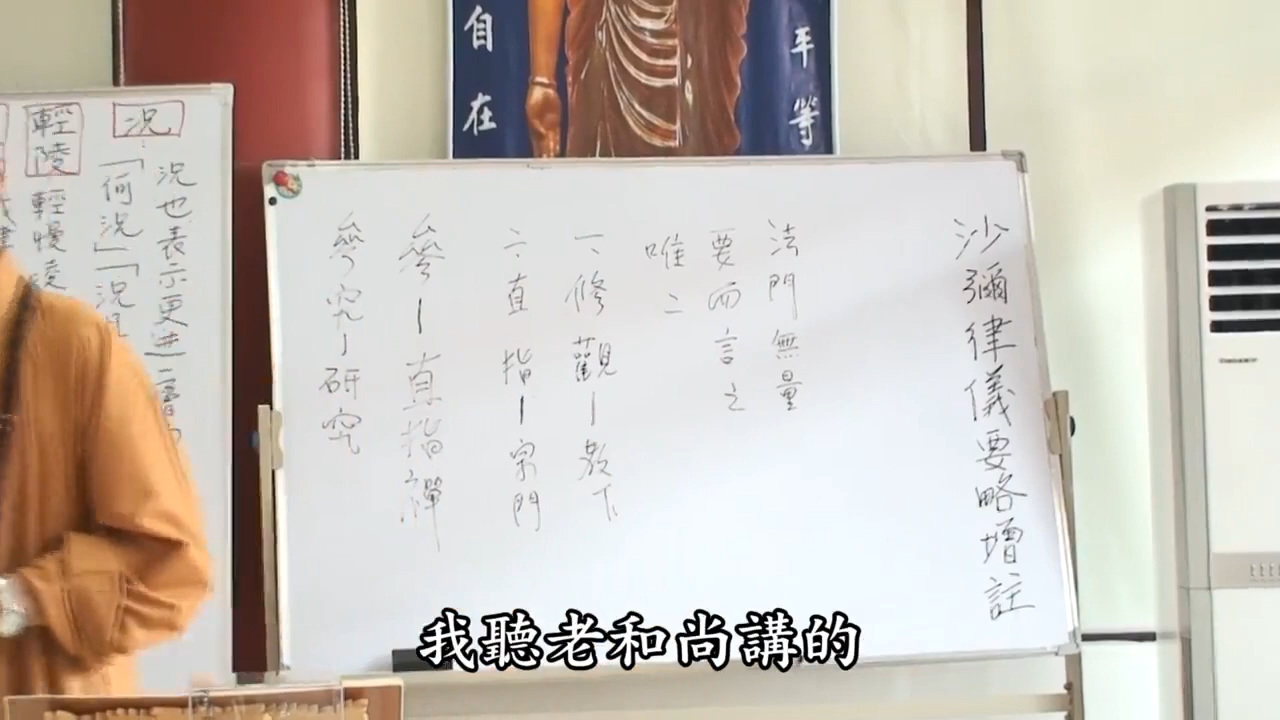 自在
平等
沙彌律儀要略增註
法門無量
要而言之
唯二
一、修觀—教下
二、直指—宗門
參—直指禪
參究—研究
況
況也表示更進一
「何況」「況
輕陵
輕慢
我聽老和尚講的